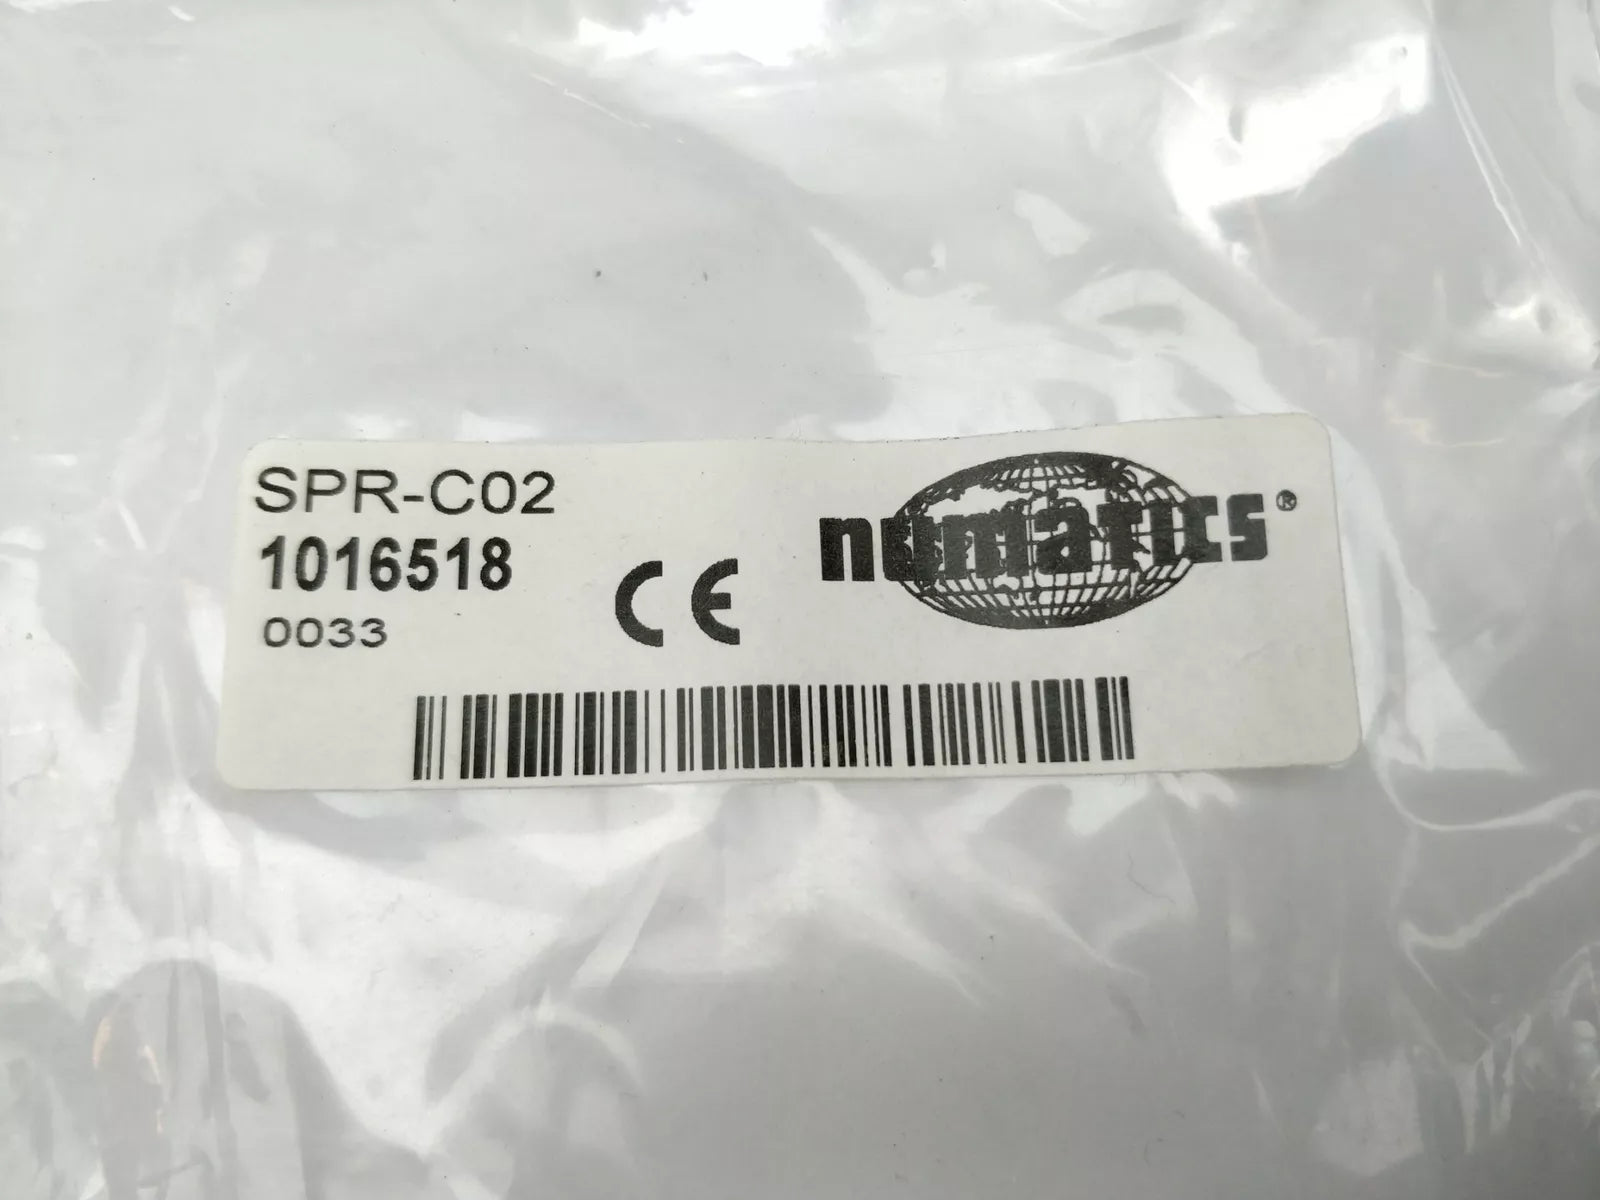 SPR-C02
1016518
0033
CE
numatics®